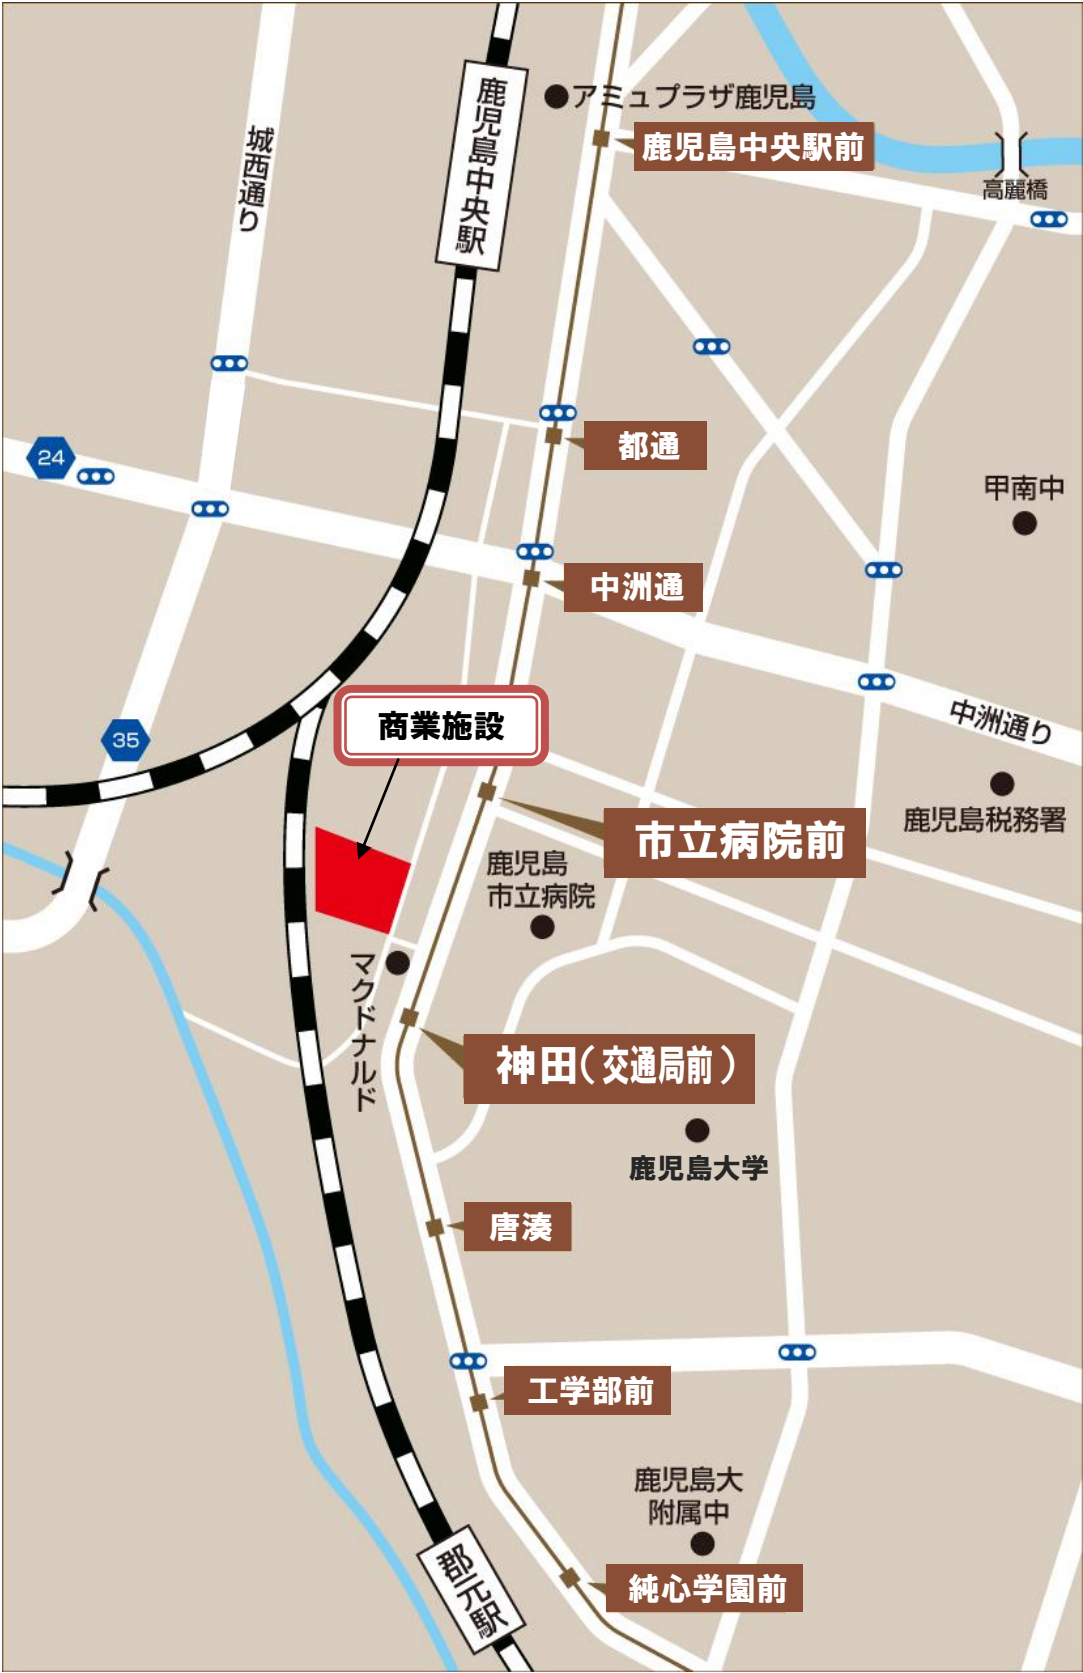 アミュプラザ鹿児島
鹿児島中央駅
鹿児島中央駅前
城西通り
高麗橋
都通
24
甲南中
中洲通
中洲通り
35
商業施設
鹿児島税務署
市立病院前
鹿児島
市立病院
マクドナルド
神田(交通局前)
鹿児島大学
唐湊
工学部前
鹿児島大
附属中
郡元駅
純心学園前